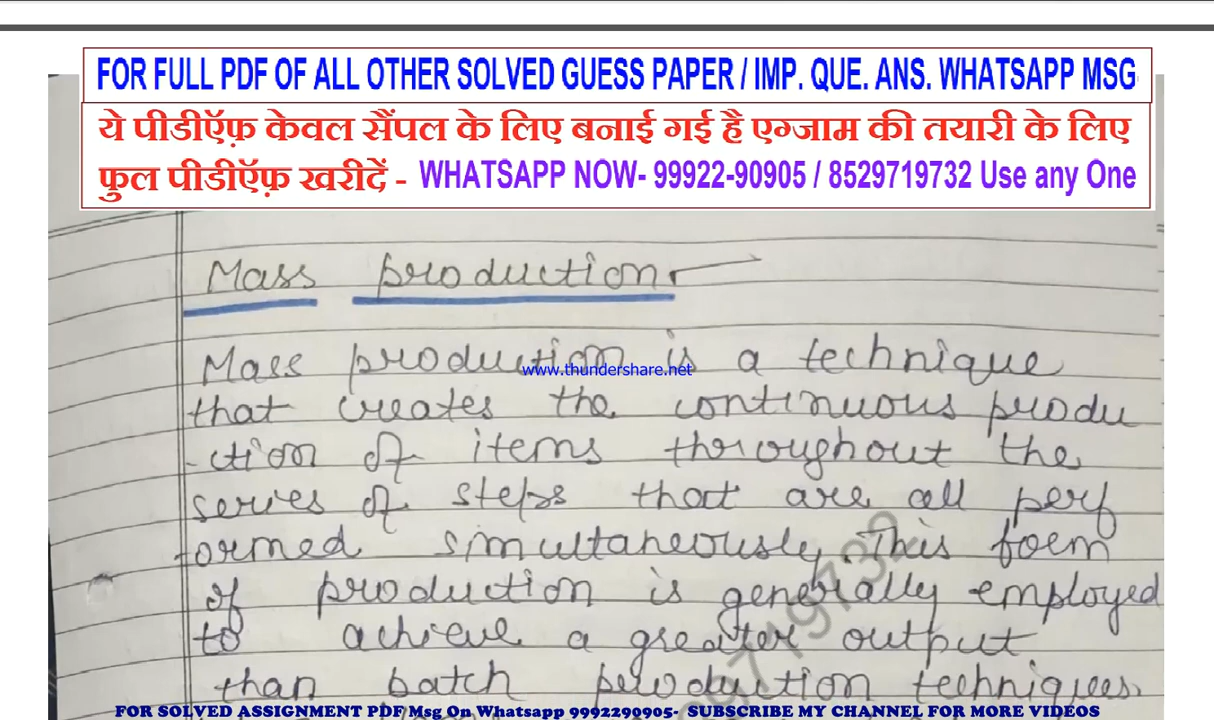 FOR FULL PDF OF ALL OTHER SOLVED GUESS PAPER / IMP. QUE. ANS. WHATSAPP MSG
ये पीडीऍफ़ केवल सैंपल के लिए बनाई गई है एग्जाम की तयारी के लिए
फुल पीडीऍफ़ खरीदें - WHATSAPP NOW- 99922-90905 / 8529719732 Use any One
Mass production
Mass production is a technique
www.thundershare.net
that creates the continuous produ
-ction of items throughout the
series of steps that are all perf
-ormed simultaneously. This form
of production is generally employed
to achieve a greater output
than batch production techniques.
FOR SOLVED ASSIGNMENT PDF Msg On Whatsapp 9992290905- SUBSCRIBE MY CHANNEL FOR MORE VIDEOS